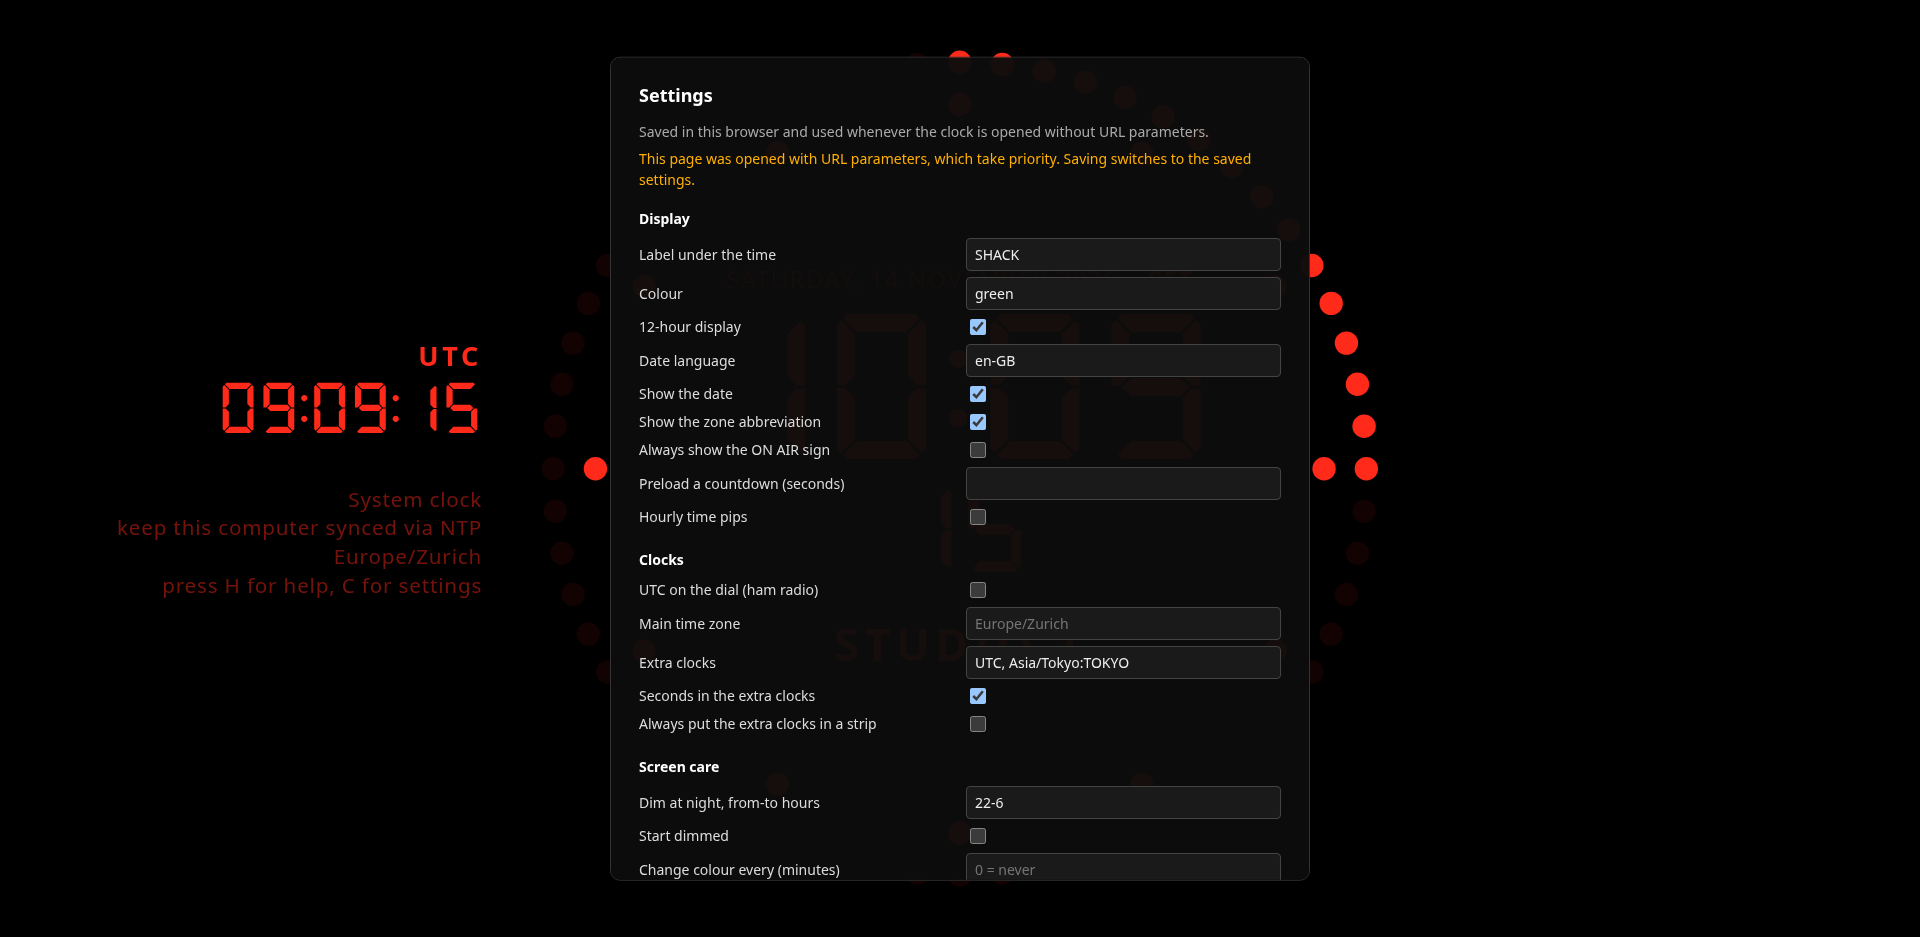 Settings
Saved in this browser and used whenever the clock is opened without URL parameters.
This page was opened with URL parameters, which take priority. Saving switches to the saved
settings.
Display
Label under the time SHACK
Colour green
12-hour display
Date language en-GB
Show the date
Show the zone abbreviation
Always show the ON AIR sign
Preload a countdown (seconds)
Hourly time pips
Clocks
UTC on the dial (ham radio)
Main time zone Europe/Zurich
Extra clocks UTC, Asia/Tokyo:TOKYO
Seconds in the extra clocks
Always put the extra clocks in a strip
Screen care
Dim at night, from-to hours 22-6
Start dimmed
Change colour every (minutes) 0 = never
UTC
09:09:15
System clock
keep this computer synced via NTP
Europe/Zurich
press H for help, C for settings
SATURDAY 14 NOV
10:09
15